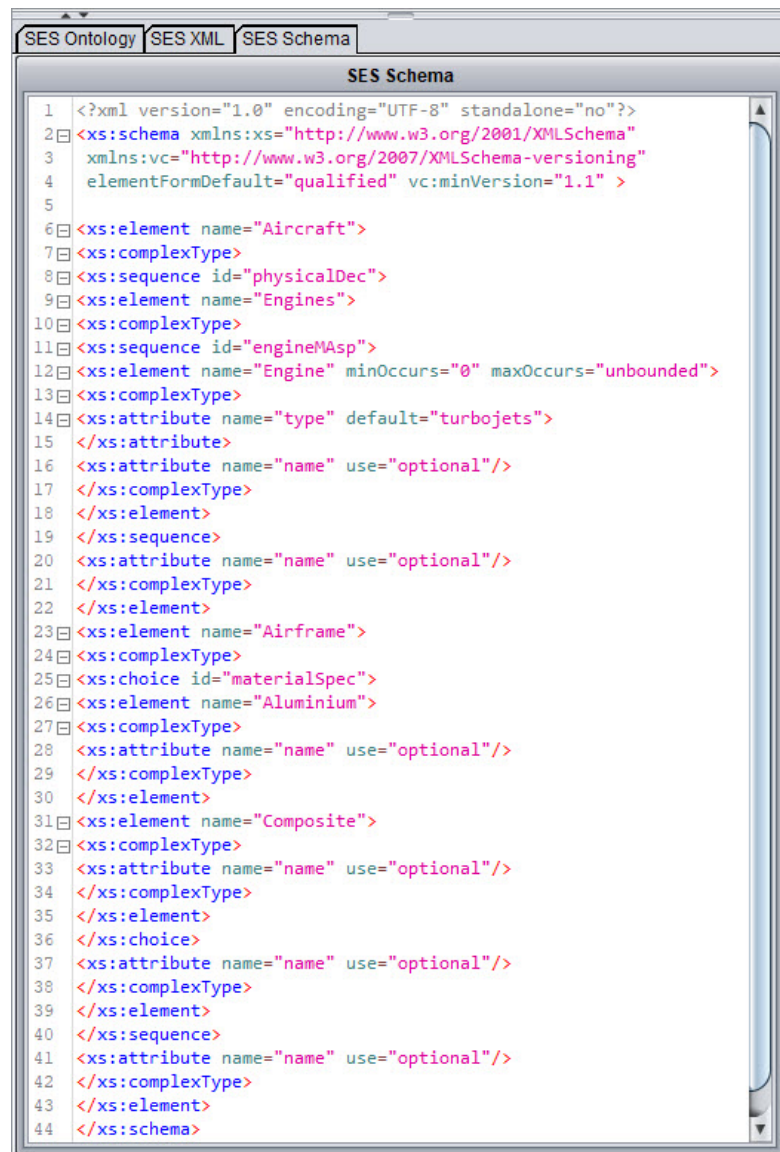 SES Ontology SES XML SES Schema
SES Schema
1 <?xml version="1.0" encoding="UTF-8" standalone="no"?>
2 <xs:schema xmlns:xs="http://www.w3.org/2001/XMLSchema"
3 xmlns:vc="http://www.w3.org/2007/XMLSchema-versioning"
4 elementFormDefault="qualified" vc:minVersion="1.1" >
5
6 <xs:element name="Aircraft">
7 <xs:complexType>
8 <xs:sequence id="physicalDec">
9 <xs:element name="Engines">
10 <xs:complexType>
11 <xs:sequence id="engineMAsp">
12 <xs:element name="Engine" minOccurs="0" maxOccurs="unbounded">
13 <xs:complexType>
14 <xs:attribute name="type" default="turbojets">
15 </xs:attribute>
16 <xs:attribute name="name" use="optional"/>
17 </xs:complexType>
18 </xs:element>
19 </xs:sequence>
20 <xs:attribute name="name" use="optional"/>
21 </xs:complexType>
22 </xs:element>
23 <xs:element name="Airframe">
24 <xs:complexType>
25 <xs:choice id="materialSpec">
26 <xs:element name="Aluminium">
27 <xs:complexType>
28 <xs:attribute name="name" use="optional"/>
29 </xs:complexType>
30 </xs:element>
31 <xs:element name="Composite">
32 <xs:complexType>
33 <xs:attribute name="name" use="optional"/>
34 </xs:complexType>
35 </xs:element>
36 </xs:choice>
37 <xs:attribute name="name" use="optional"/>
38 </xs:complexType>
39 </xs:element>
40 </xs:sequence>
41 <xs:attribute name="name" use="optional"/>
42 </xs:complexType>
43 </xs:element>
44 </xs:schema>